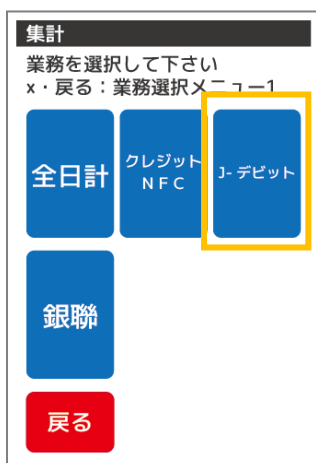 集計
業務を選択して下さい
x・戻る：業務選択メニュー1
全日計
クレジット
NFC
J-デビット
銀聯
戻る